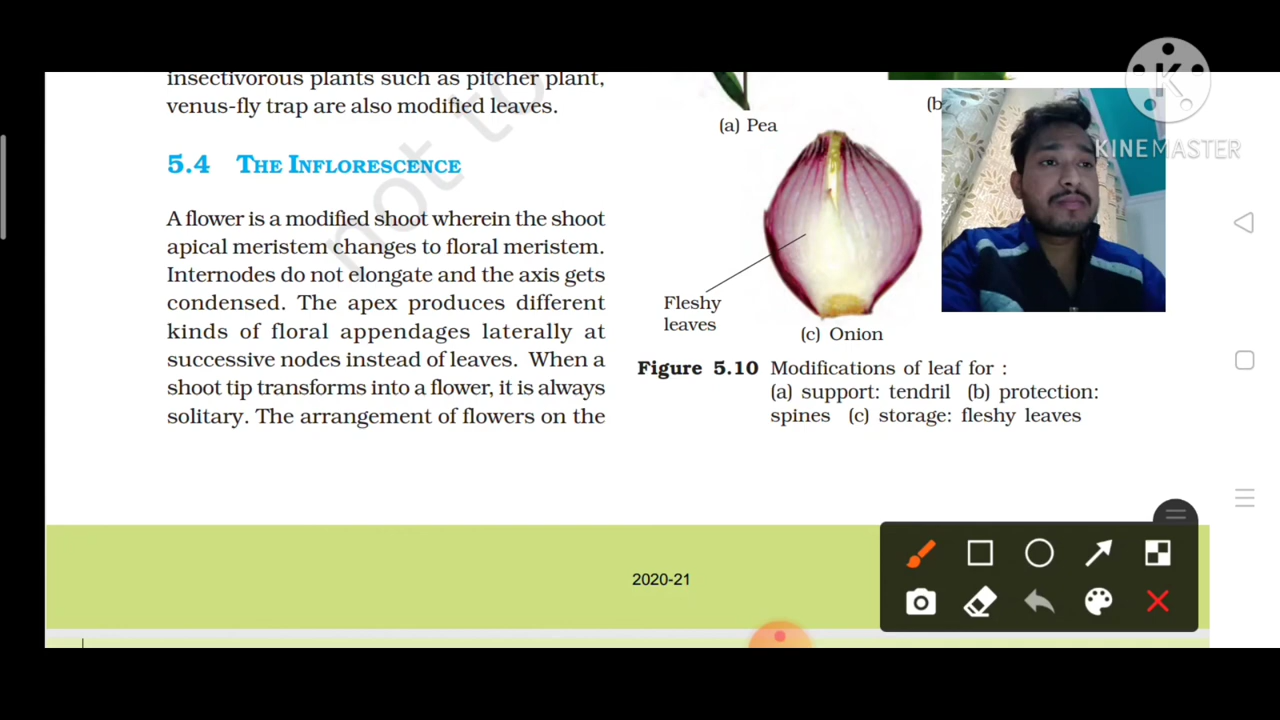 insectivorous plants such as pitcher plant,
venus-fly trap are also modified leaves.
5.4 THE INFLORESCENCE
A flower is a modified shoot wherein the shoot
apical meristem changes to floral meristem.
Internodes do not elongate and the axis gets
condensed. The apex produces different
kinds of floral appendages laterally at
successive nodes instead of leaves. When a
shoot tip transforms into a flower, it is always
solitary. The arrangement of flowers on the
not to
(a) Pea
(b
Fleshy
leaves
(c) Onion
Figure 5.10 Modifications of leaf for :
(a) support: tendril (b) protection:
spines (c) storage: fleshy leaves
K
KINEMASTER
2020-21